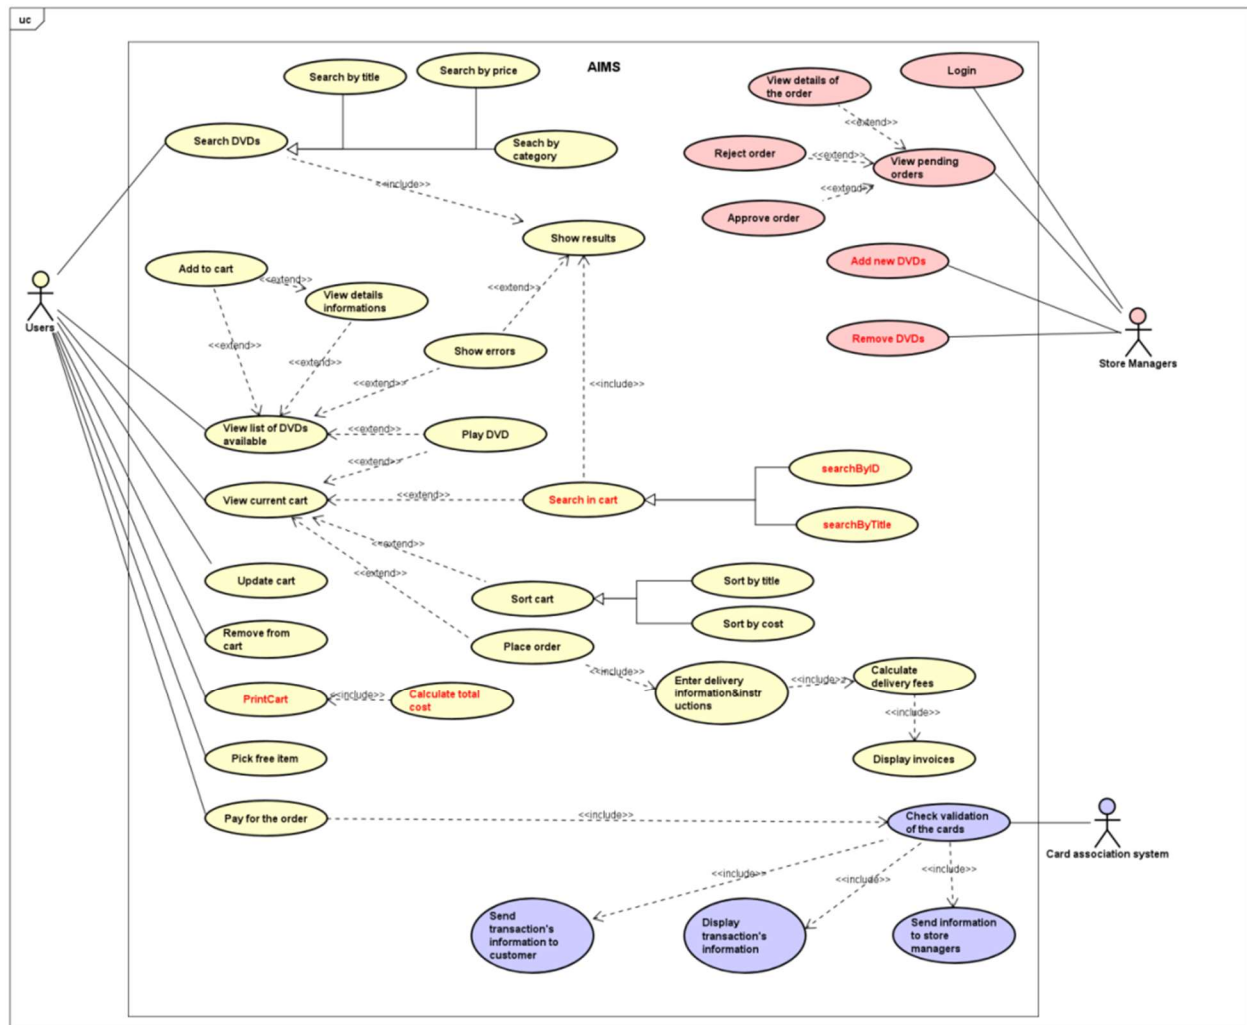 uc
AIMS
Search by title
Search by price
Login
View details of
the order
<<extend>>
Search DVDs
Seach by
category
Reject order
<<extend>>
View pending
orders
<<include>>
<<extend>>
Approve order
Show results
Add to cart
<<extend>>
View details
informations
<<extend>>
Add new DVDs
Users
<<extend>>
<<extend>>
Show errors
Remove DVDs
Store Managers
<<extend>>
<<include>>
View list of DVDs
available
<<extend>>
Play DVD
<<extend>>
searchByID
View current cart
<<extend>>
Search in cart
searchByTitle
<<extend>>
<<extend>>
Update cart
Sort cart
Sort by title
Sort by cost
Remove from
cart
Place order
<<include>>
Enter delivery
information&instr
uctions
<<include>>
Calculate
delivery fees
PrintCart
<<include>>
Calculate total
cost
<<include>>
Pick free item
Display invoices
Pay for the order
<<include>>
Check validation
of the cards
Card association system
<<include>>
<<include>>
<<include>>
Send
transaction's
information to
customer
Display
transaction's
information
Send information
to store
managers